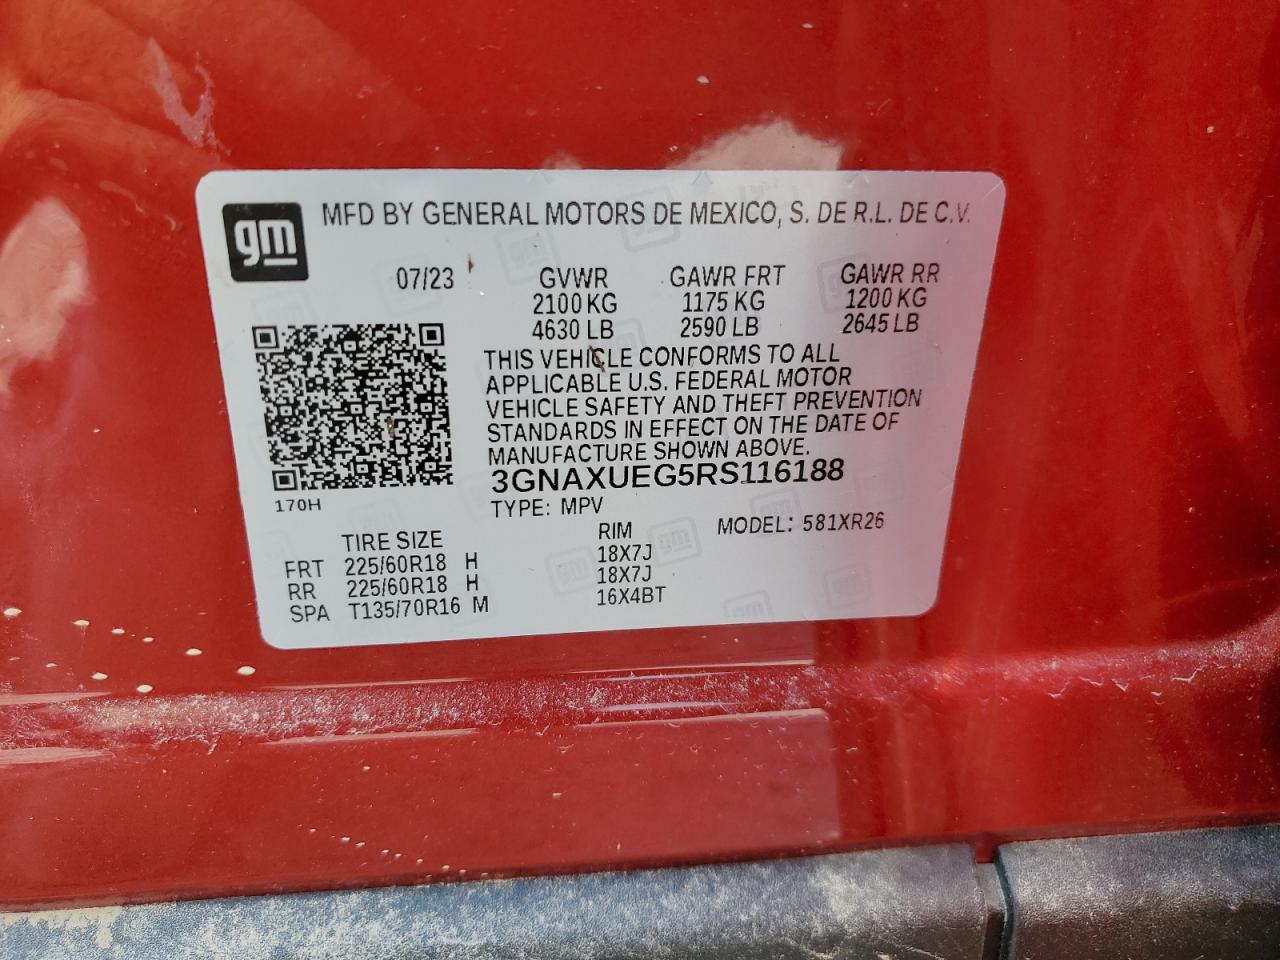 gm
MFD BY GENERAL MOTORS DE MEXICO, S. DE R.L. DE C.V.
07/23 GVWR GAWR FRT GAWR RR
2100 KG 1175 KG 1200 KG
4630 LB 2590 LB 2645 LB
THIS VEHICLE CONFORMS TO ALL
APPLICABLE U.S. FEDERAL MOTOR
VEHICLE SAFETY AND THEFT PREVENTION
STANDARDS IN EFFECT ON THE DATE OF
MANUFACTURE SHOWN ABOVE.
3GNAXUEG5RS116188
170H
TYPE: MPV MODEL: 581XR26
TIRE SIZE RIM
FRT 225/60R18 H 18X7J
RR 225/60R18 H 18X7J
SPA T135/70R16 M 16X4BT